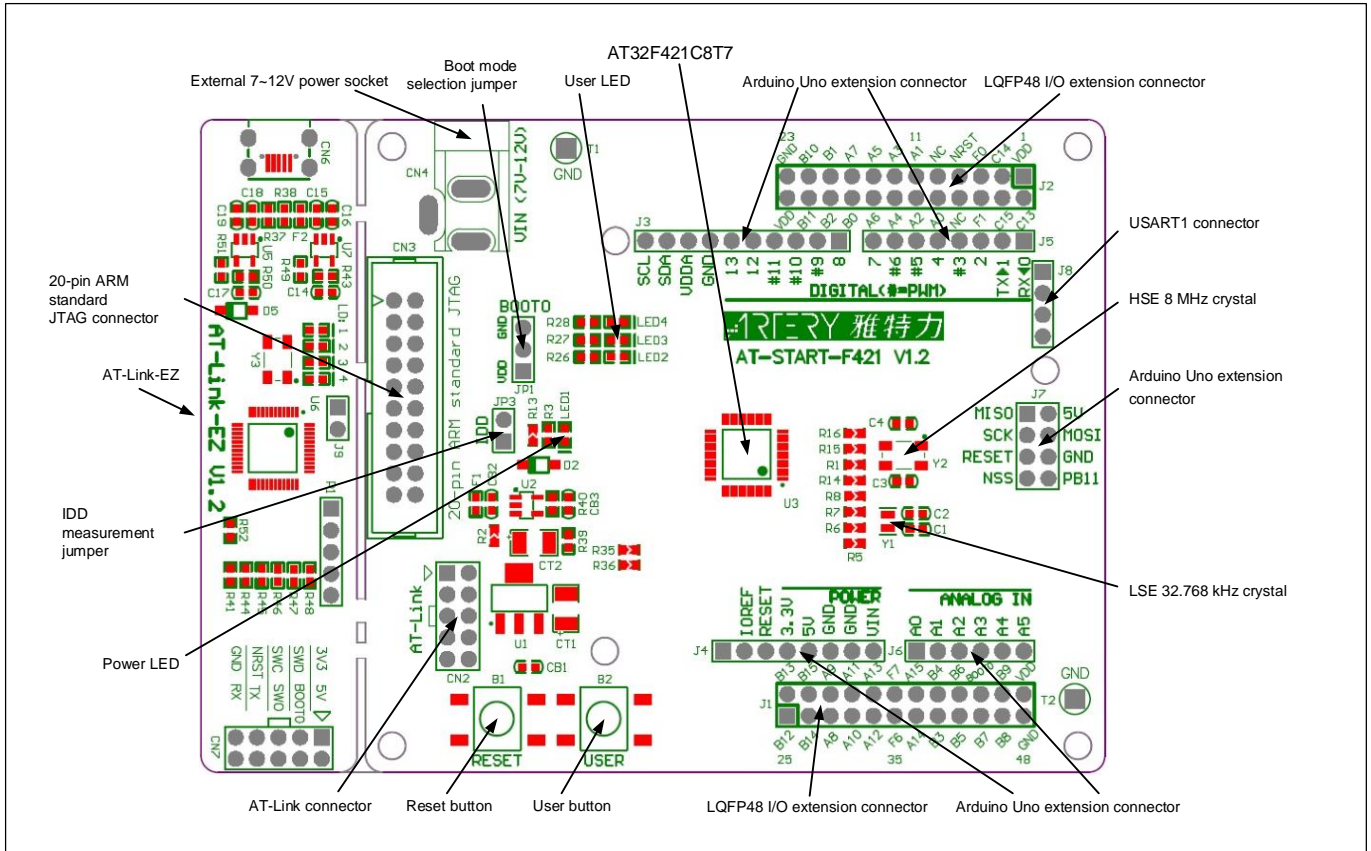 AT32F421C8T7
External 7~12V power socket
Boot mode
selection jumper
User LED
Arduino Uno extension connector
LQFP48 I/O extension connector
USART1 connector
HSE 8 MHz crystal
Arduino Uno extension
connector
LSE 32.768 kHz crystal
20-pin ARM
standard
JTAG connector
AT-Link-EZ
IDD
measurement
jumper
Power LED
AT-Link connector
Reset button
User button
LQFP48 I/O extension connector
Arduino Uno extension connector
CN6
C18 R38 C15
C19 C16
R37 F2
R51 U5 U7
R50 R49 R43
C17 C14
D5
LD: 1
2
3
4
Y3
AT-Link-EZ V1.2
U6
J9
P1
R52
R41 R44 R45 R46 R47 R48
GND RX
NRST TX
SWC SWO
SWD BOOT0
3V3 5V
CN7
CN4
VIN (7V-12V)
T1
GND
CN3
20-pin ARM standard JTAG
BOOT0
GND
VDD
JP1
R28 LED4
R27 LED3
R26 LED2
JP3
IDD
R13 R3 LED1
D2
F1 CB2 U2
R40 CB3
R2 R39
CT2
R35
R36
AT-Link
CN2
U1 CT1
CB1
B1
RESET
B2
USER
23 11 1
GND B10 B1 A7 A5 A3 A1 NC NRST F0 C14 VDD
J2
VDD B11 B2 B0 A6 A4 A2 A0 NC F1 C15 C13
J3
J5
SCL SDA VDDA GND 13 12 #11 #10 #9 8 7 #6 #5 4 #3 2 TX▶1 RX◀0
DIGITAL(#=PWM)
J8
ARTERY 雅特力
AT-START-F421 V1.2
J7
MISO 5V
SCK MOSI
RESET GND
NSS PB11
U3
R16
R15
R1
R14
R8
R7
R6
R5
C4
Y2
C3
C2
C1
Y1
POWER
ANALOG IN
IOREF RESET 3.3V 5V GND GND VIN
A0 A1 A2 A3 A4 A5
J4
J6
B13 B15 A9 A11 A13 F7 A15 B4 B6 BOOT0 B9 VDD
J1
T2
GND
B12 B14 A8 A10 A12 F6 A14 B3 B5 B7 B8 GND
25 35 48